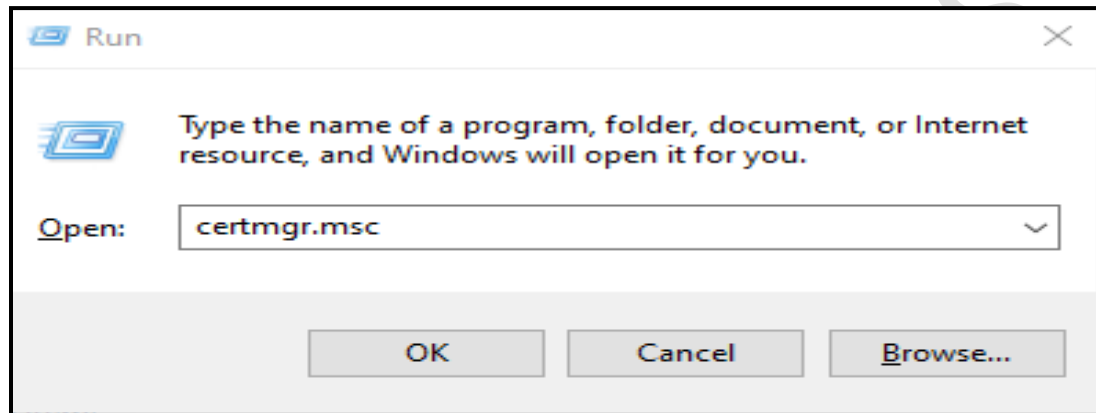 Run
Type the name of a program, folder, document, or Internet
resource, and Windows will open it for you.
Open: certmgr.msc
OK Cancel Browse...